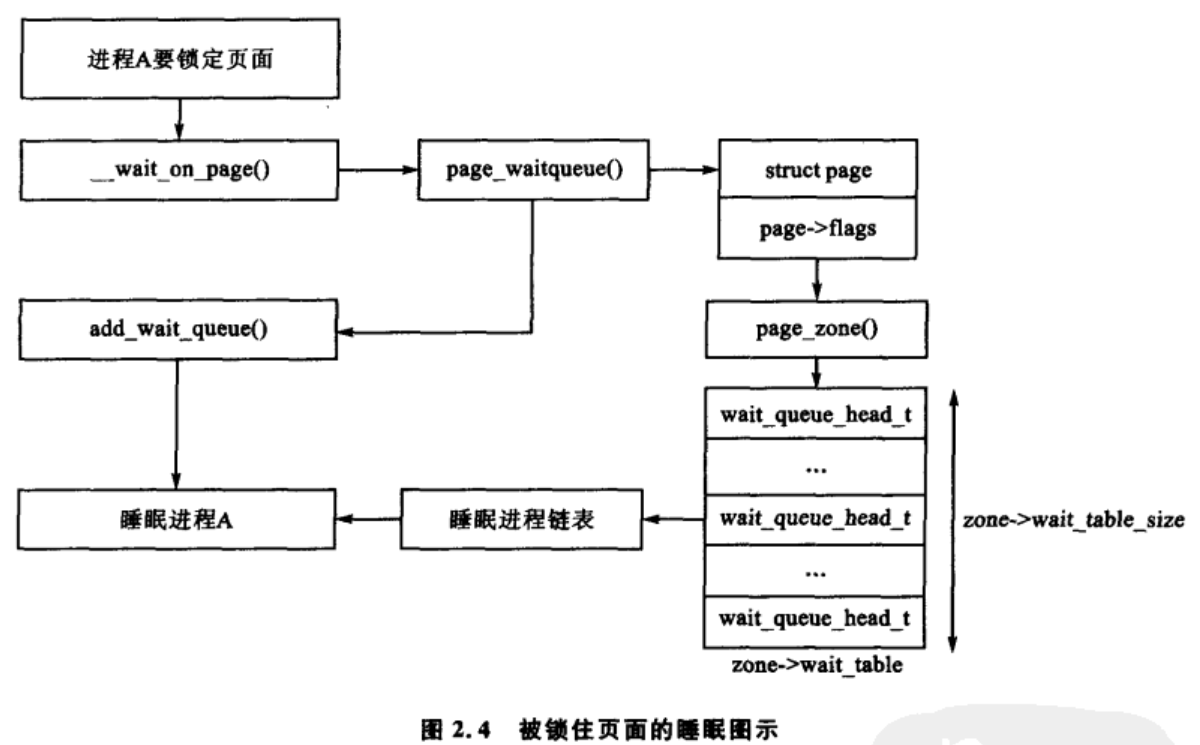 进程A要锁定页面
__wait_on_page()
page_waitqueue()
struct page
page->flags
add_wait_queue()
page_zone()
wait_queue_head_t
...
睡眠进程A
睡眠进程链表
wait_queue_head_t
zone->wait_table_size
...
wait_queue_head_t
zone->wait_table
图 2.4 被锁住页面的睡眠图示